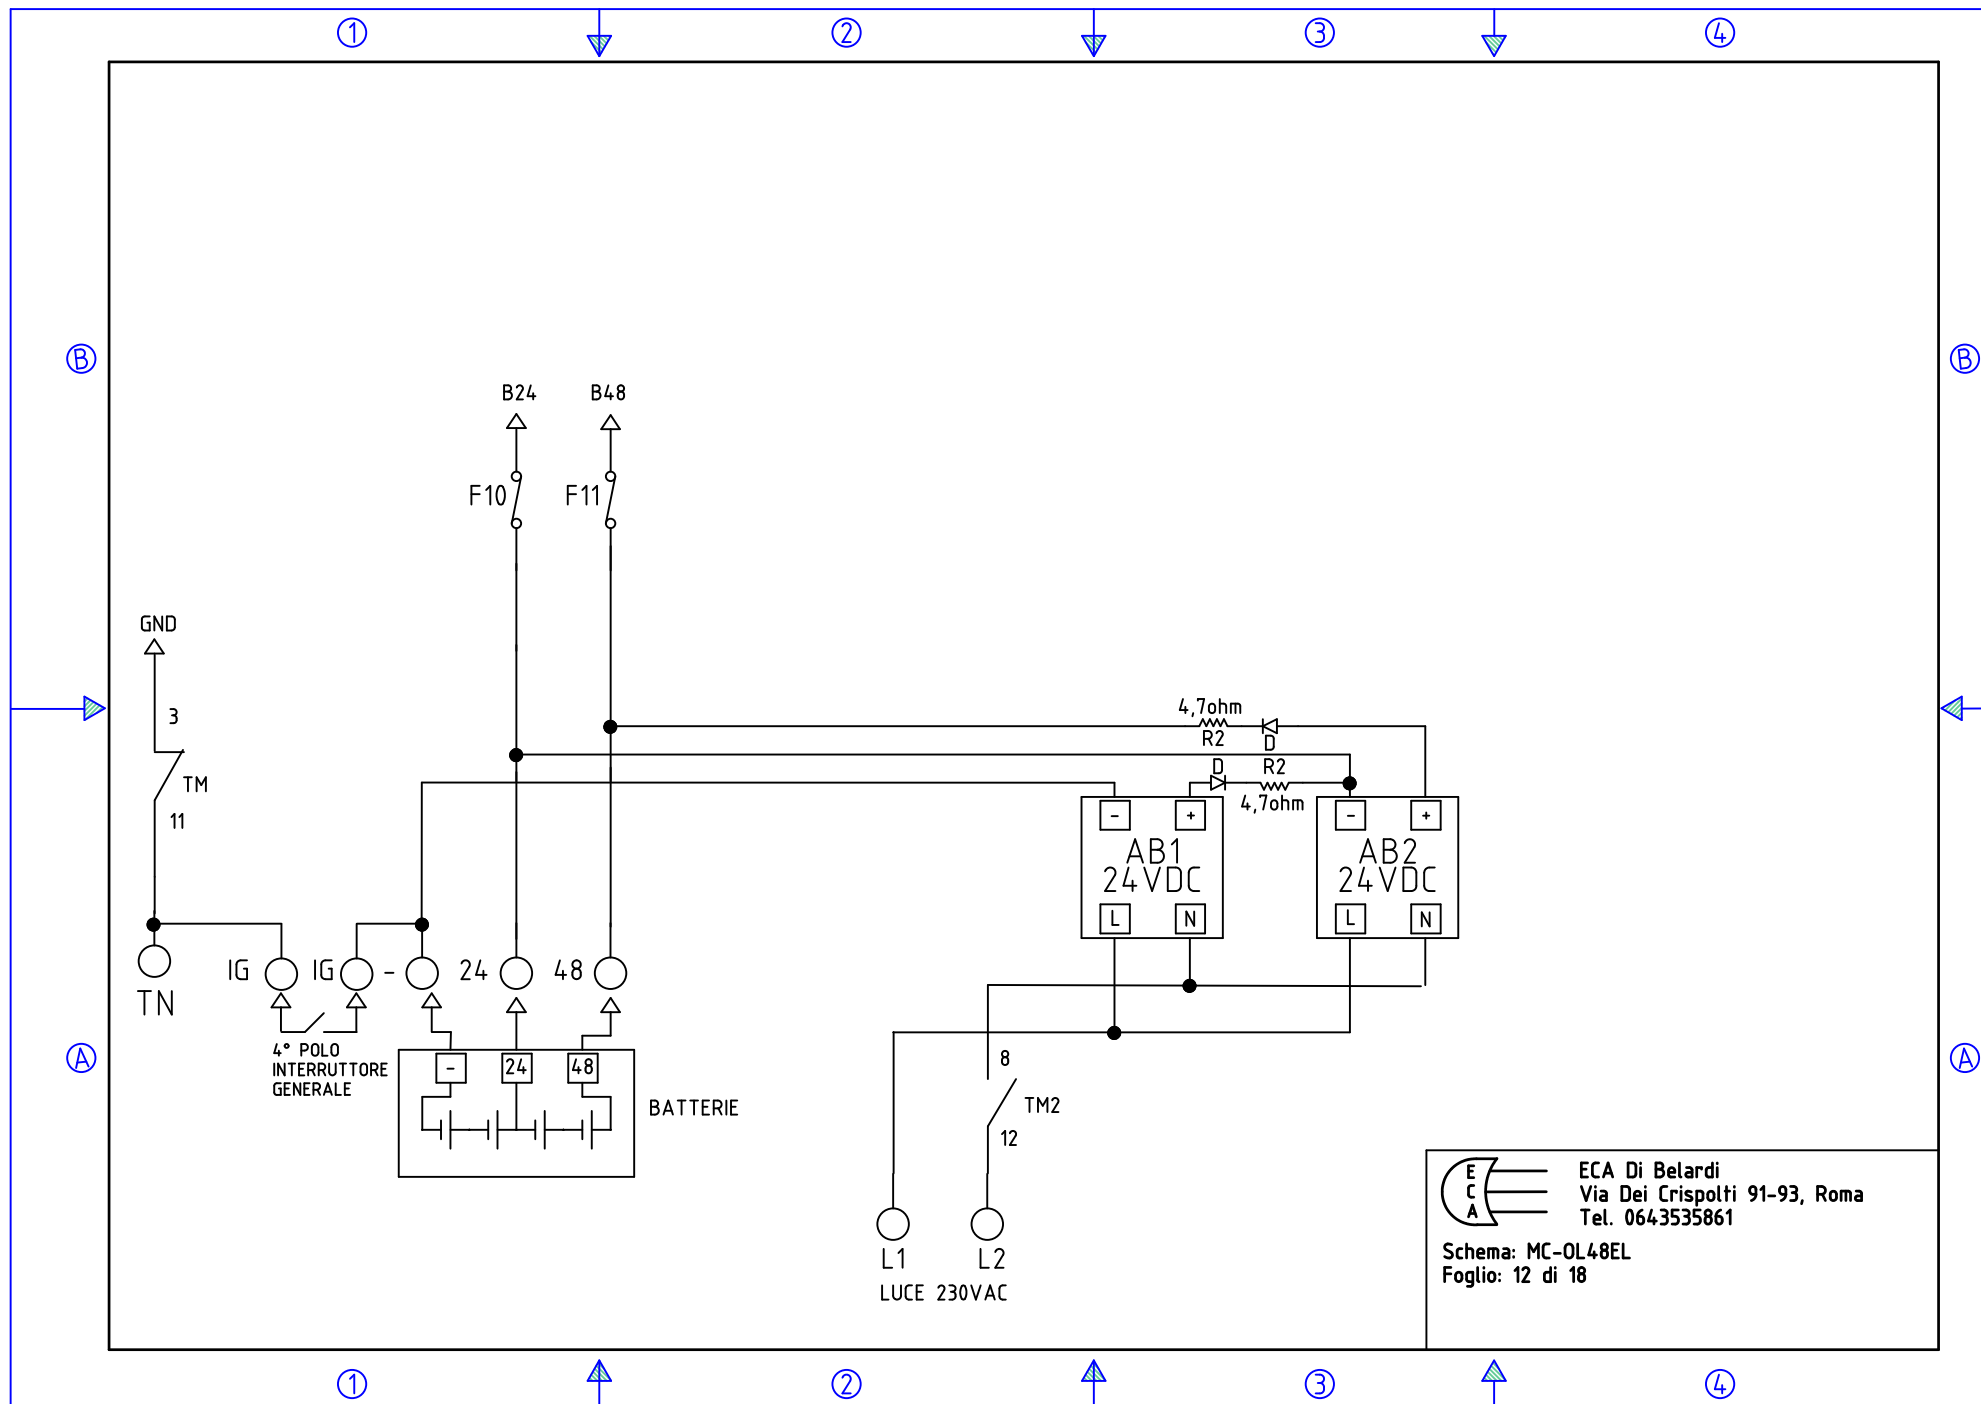 1
2
3
4
B
B
B24
B48
F10
F11
GND
3
TM
11
4,7ohm
R2
D
D
R2
4,7ohm
-
+
-
+
AB1
24VDC
AB2
24VDC
L
N
L
N
IG
IG
-
24
48
TN
4° POLO
INTERRUTTORE
GENERALE
-
24
48
BATTERIE
A
A
8
TM2
12
L1
L2
LUCE 230VAC
E
C
A
ECA Di Belardi
Via Dei Crispolti 91-93, Roma
Tel. 0643535861
Schema: MC-OL48EL
Foglio: 12 di 18
1
2
3
4